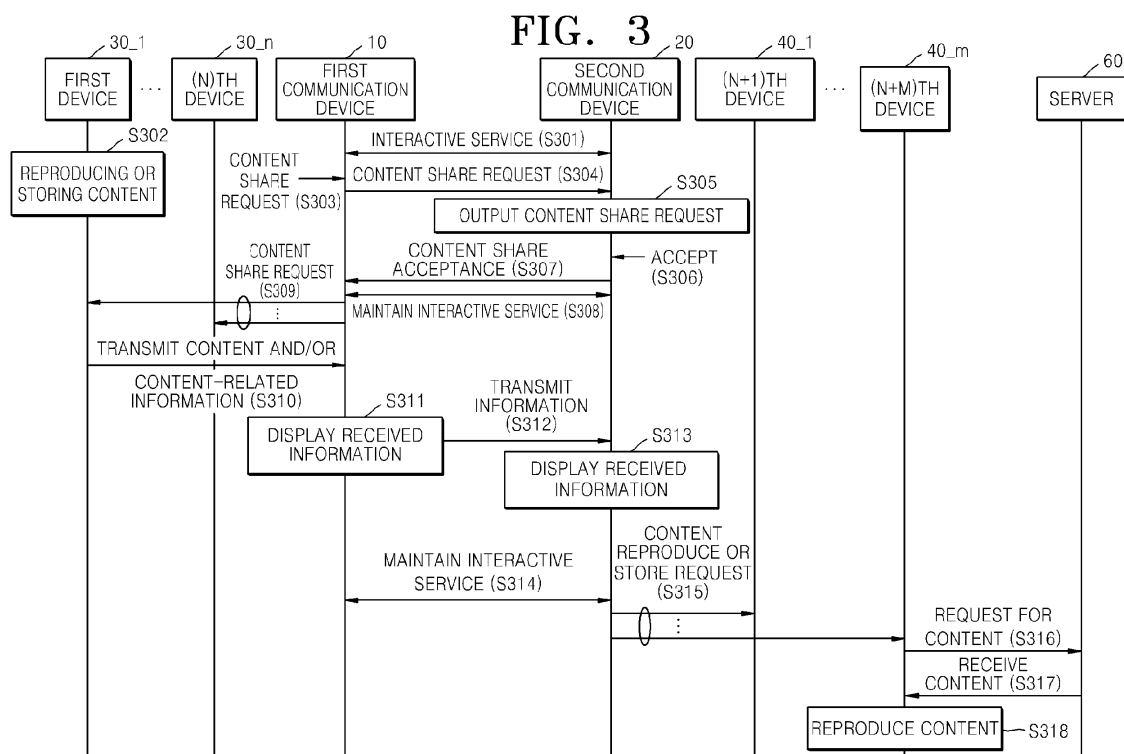 FIG. 3
30_1
30_n
10
20
40_1
40_m
60
FIRST
DEVICE
...
(N)TH
DEVICE
FIRST
COMMUNICATION
DEVICE
SECOND
COMMUNICATION
DEVICE
(N+1)TH
DEVICE
...
(N+M)TH
DEVICE
SERVER
S302
REPRODUCING OR
STORING CONTENT
INTERACTIVE SERVICE (S301)
CONTENT
SHARE
REQUEST (S303)
CONTENT SHARE REQUEST (S304)
S305
OUTPUT CONTENT SHARE REQUEST
ACCEPT
(S306)
CONTENT SHARE
ACCEPTANCE (S307)
MAINTAIN INTERACTIVE SERVICE (S308)
CONTENT
SHARE REQUEST
(S309)
...
TRANSMIT CONTENT AND/OR
CONTENT-RELATED
INFORMATION (S310)
S311
DISPLAY RECEIVED
INFORMATION
TRANSMIT
INFORMATION
(S312)
S313
DISPLAY RECEIVED
INFORMATION
MAINTAIN INTERACTIVE
SERVICE (S314)
CONTENT
REPRODUCE OR
STORE REQUEST
(S315)
...
REQUEST FOR
CONTENT (S316)
RECEIVE
CONTENT (S317)
REPRODUCE CONTENT
S318